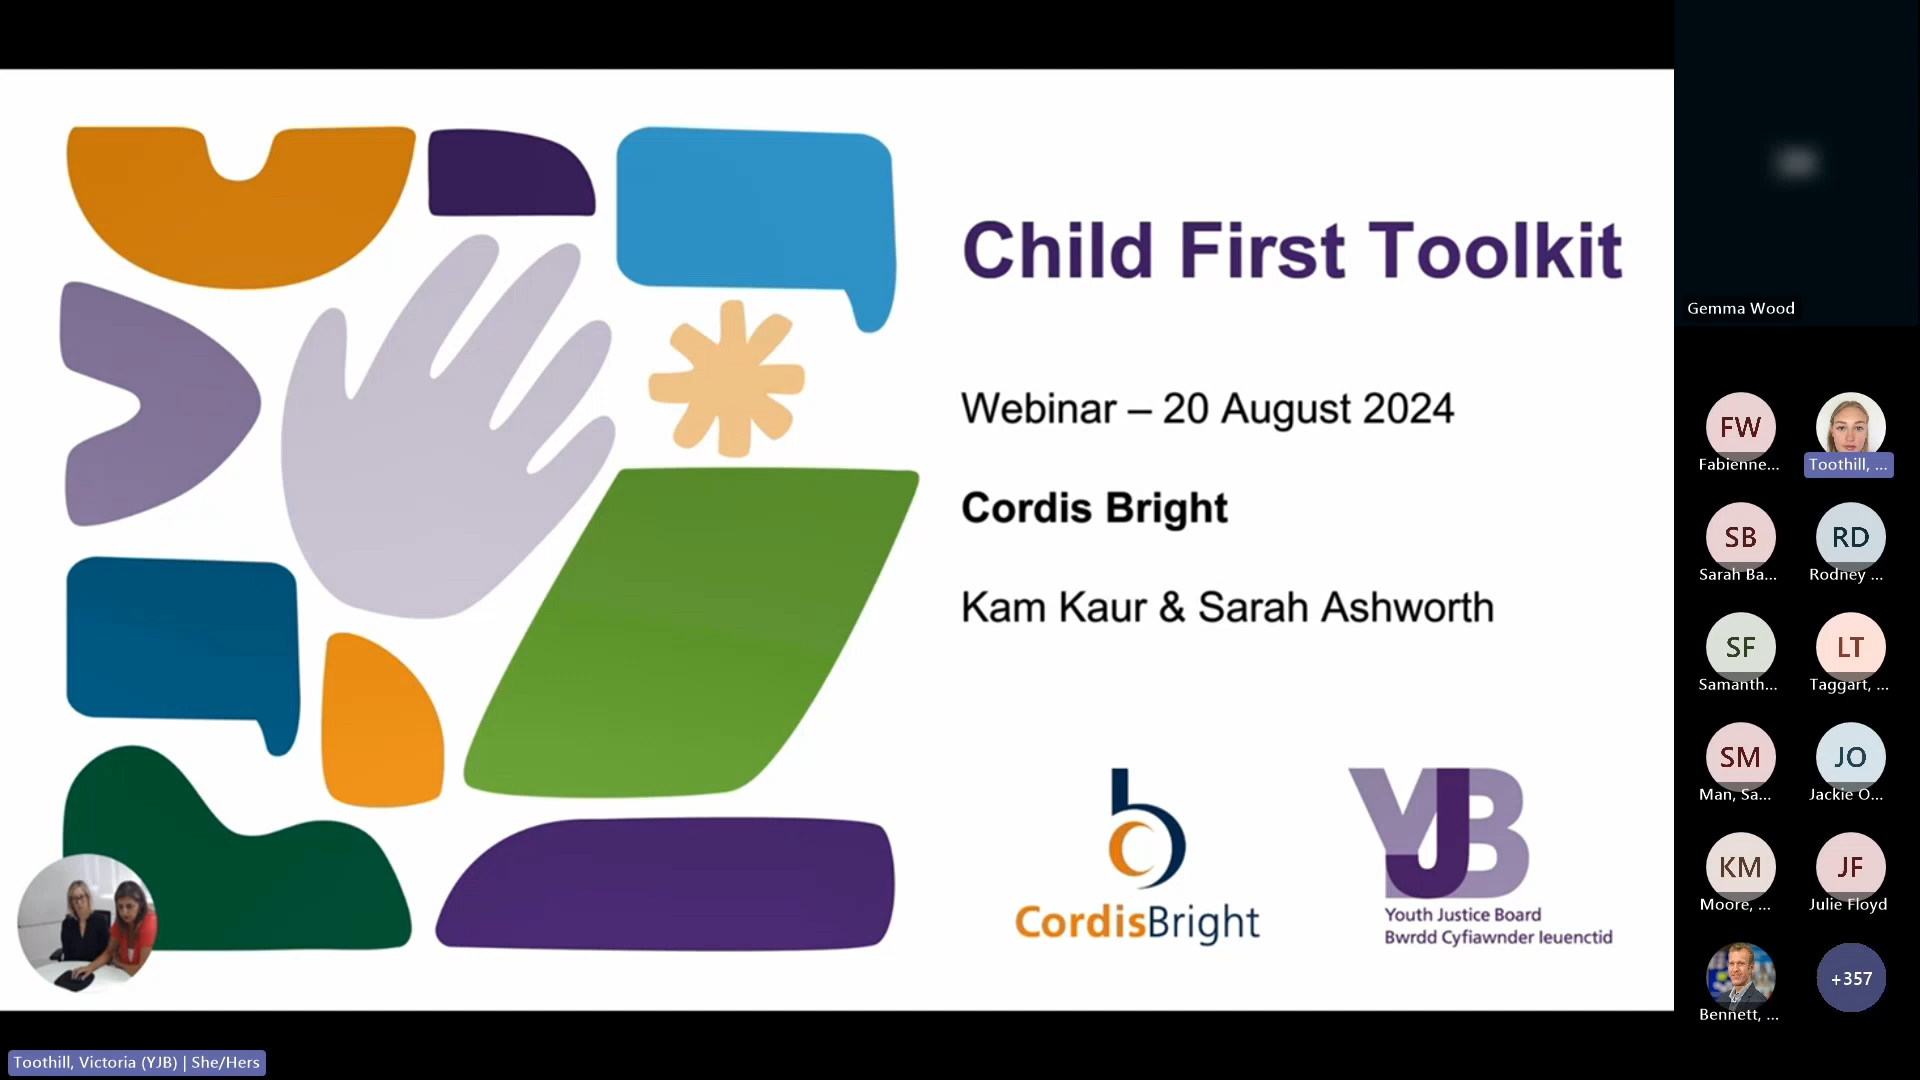 Child First Toolkit
Webinar – 20 August 2024
Cordis Bright
Kam Kaur & Sarah Ashworth
CordisBright
YJB
Youth Justice Board
Bwrdd Cyfiawnder Ieuenctid
Toothill, Victoria (YJB) | She/Hers
Gemma Wood
FW
Fabienne...
Toothill, ...
SB
Sarah Ba...
RD
Rodney ...
SF
Samanth...
LT
Taggart, ...
SM
Man, Sa...
JO
Jackie O...
KM
Moore, ...
JF
Julie Floyd
Bennett, ...
+357